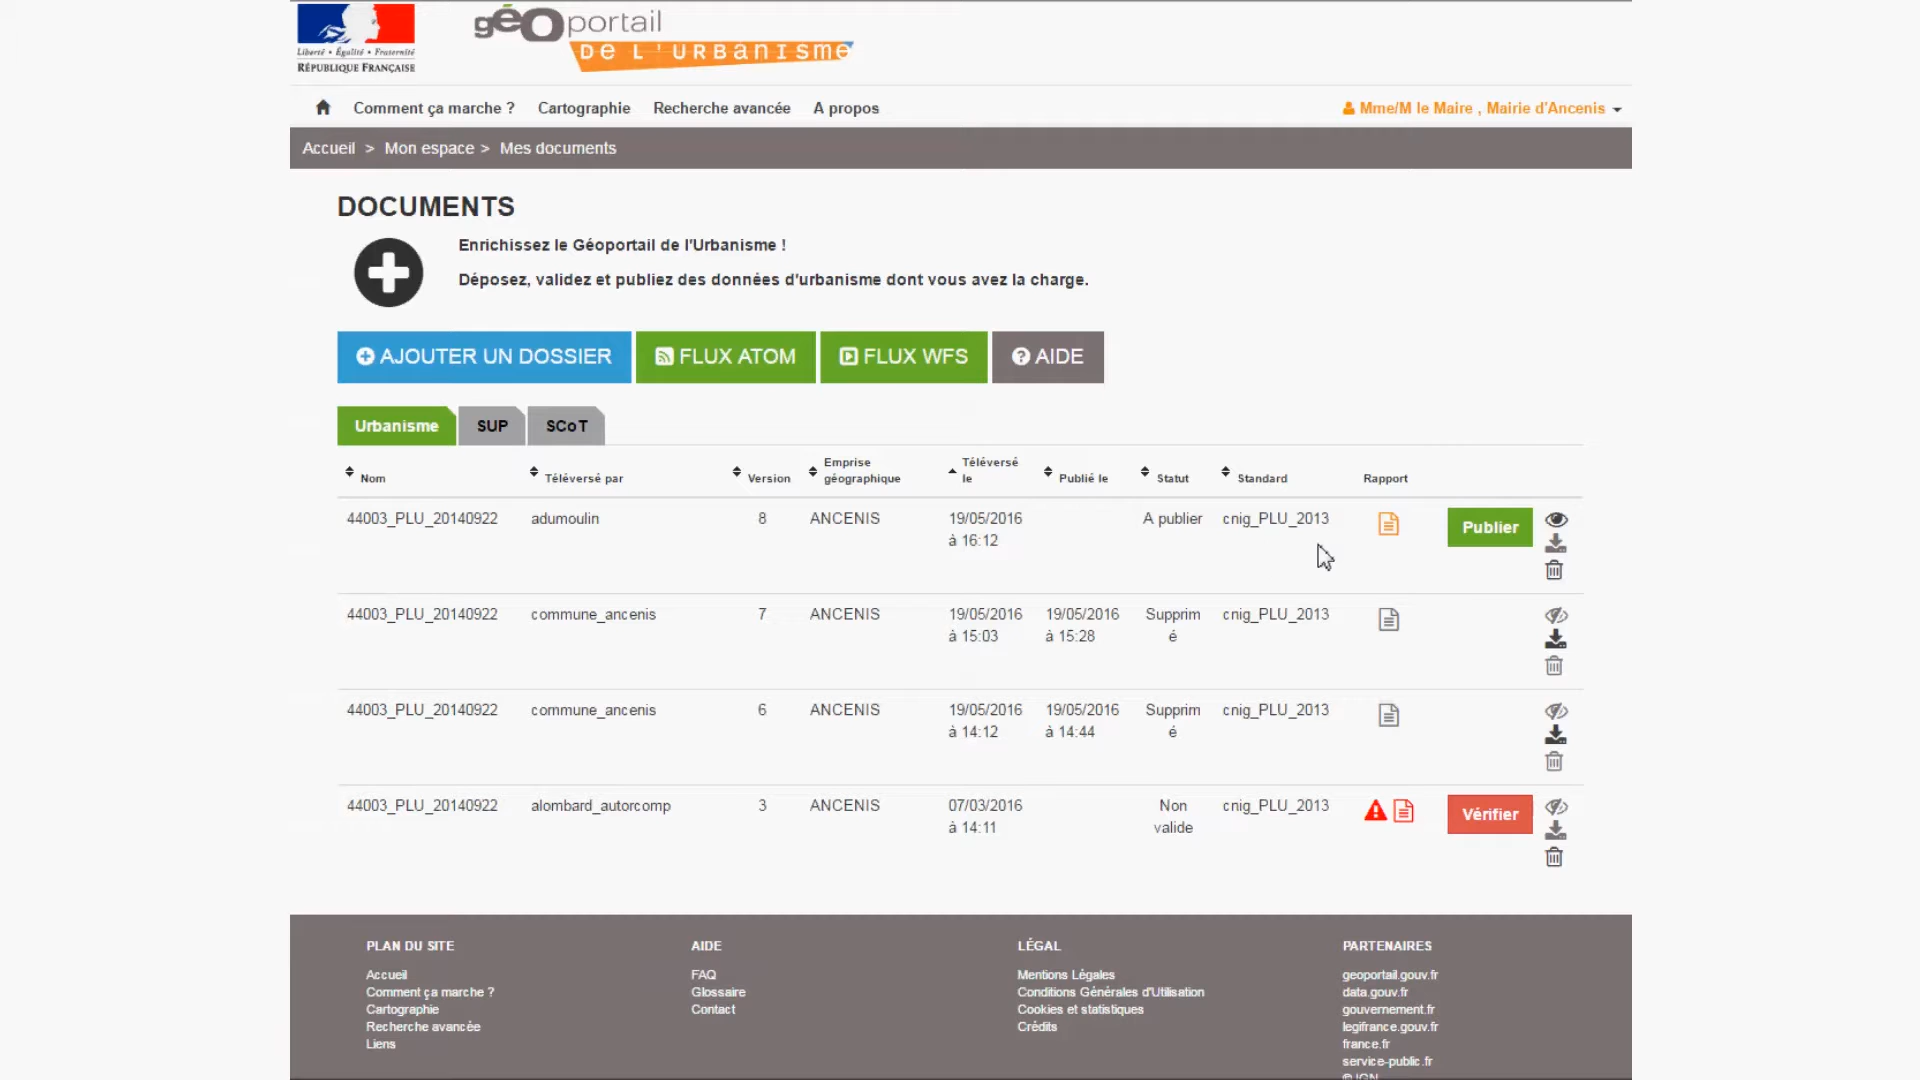 Liberté • Égalité • Fraternité
RÉPUBLIQUE FRANÇAISE
géOportail
DE L'URBANISME
Comment ça marche ? Cartographie Recherche avancée A propos
Mme/M le Maire , Mairie d'Ancenis
Accueil > Mon espace > Mes documents
DOCUMENTS
Enrichissez le Géoportail de l'Urbanisme !
Déposez, validez et publiez des données d'urbanisme dont vous avez la charge.
AJOUTER UN DOSSIER FLUX ATOM FLUX WFS AIDE
Urbanisme SUP SCoT
Nom Téléversé par Version Emprise géographique Téléversé le Publié le Statut Standard Rapport
44003_PLU_20140922 adumoulin 8 ANCENIS 19/05/2016 A publier cnig_PLU_2013 Publier
à 16:12
44003_PLU_20140922 commune_ancenis 7 ANCENIS 19/05/2016 19/05/2016 Supprim cnig_PLU_2013
à 15:03 à 15:28 é
44003_PLU_20140922 commune_ancenis 6 ANCENIS 19/05/2016 19/05/2016 Supprim cnig_PLU_2013
à 14:12 à 14:44 é
44003_PLU_20140922 alombard_autorcomp 3 ANCENIS 07/03/2016 Non cnig_PLU_2013 Vérifier
à 14:11 valide
PLAN DU SITE
Accueil
Comment ça marche ?
Cartographie
Recherche avancée
Liens
AIDE
FAQ
Glossaire
Contact
LÉGAL
Mentions Légales
Conditions Générales d'Utilisation
Cookies et statistiques
Crédits
PARTENAIRES
geoportail.gouv.fr
data.gouv.fr
gouvernement.fr
legifrance.gouv.fr
france.fr
service-public.fr
© IGN